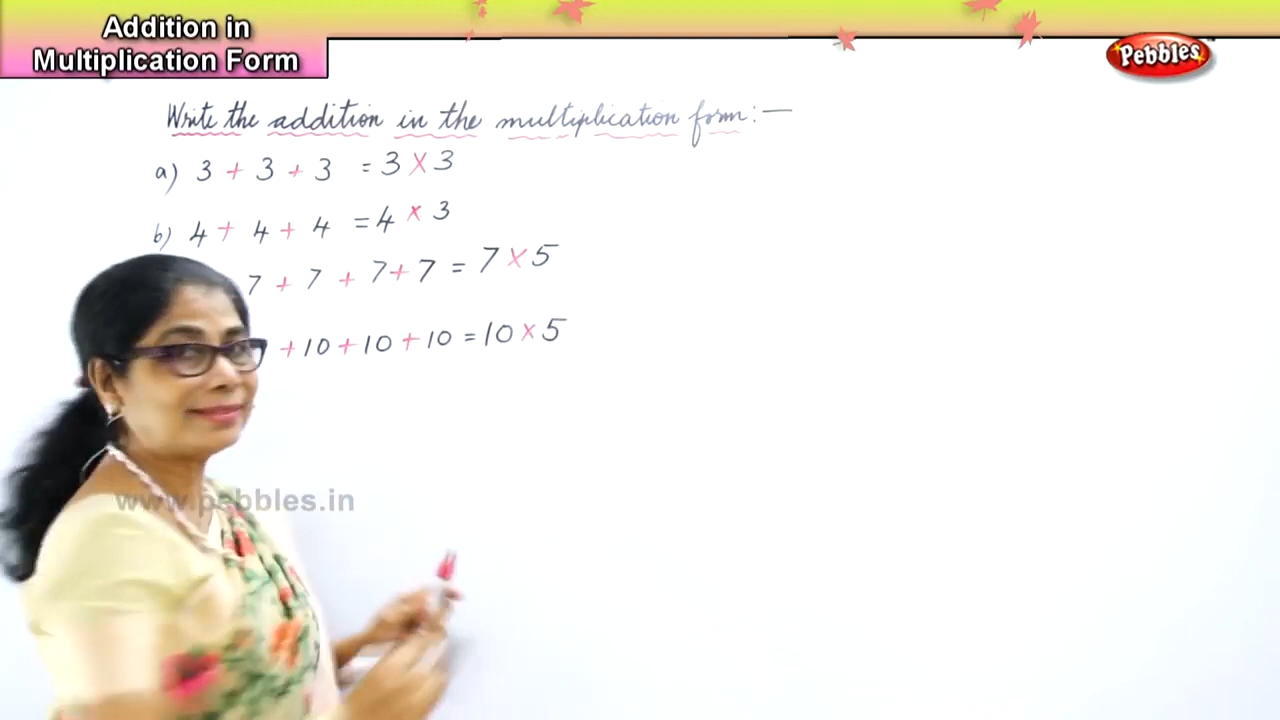 Addition in
Multiplication Form
Pebbles
Write the addition in the multiplication form:—
a) 3 + 3 + 3 = 3 × 3
b) 4 + 4 + 4 = 4 × 3
7 + 7 + 7 + 7 = 7 × 5
+ 10 + 10 + 10 = 10 × 5
www.pebbles.in